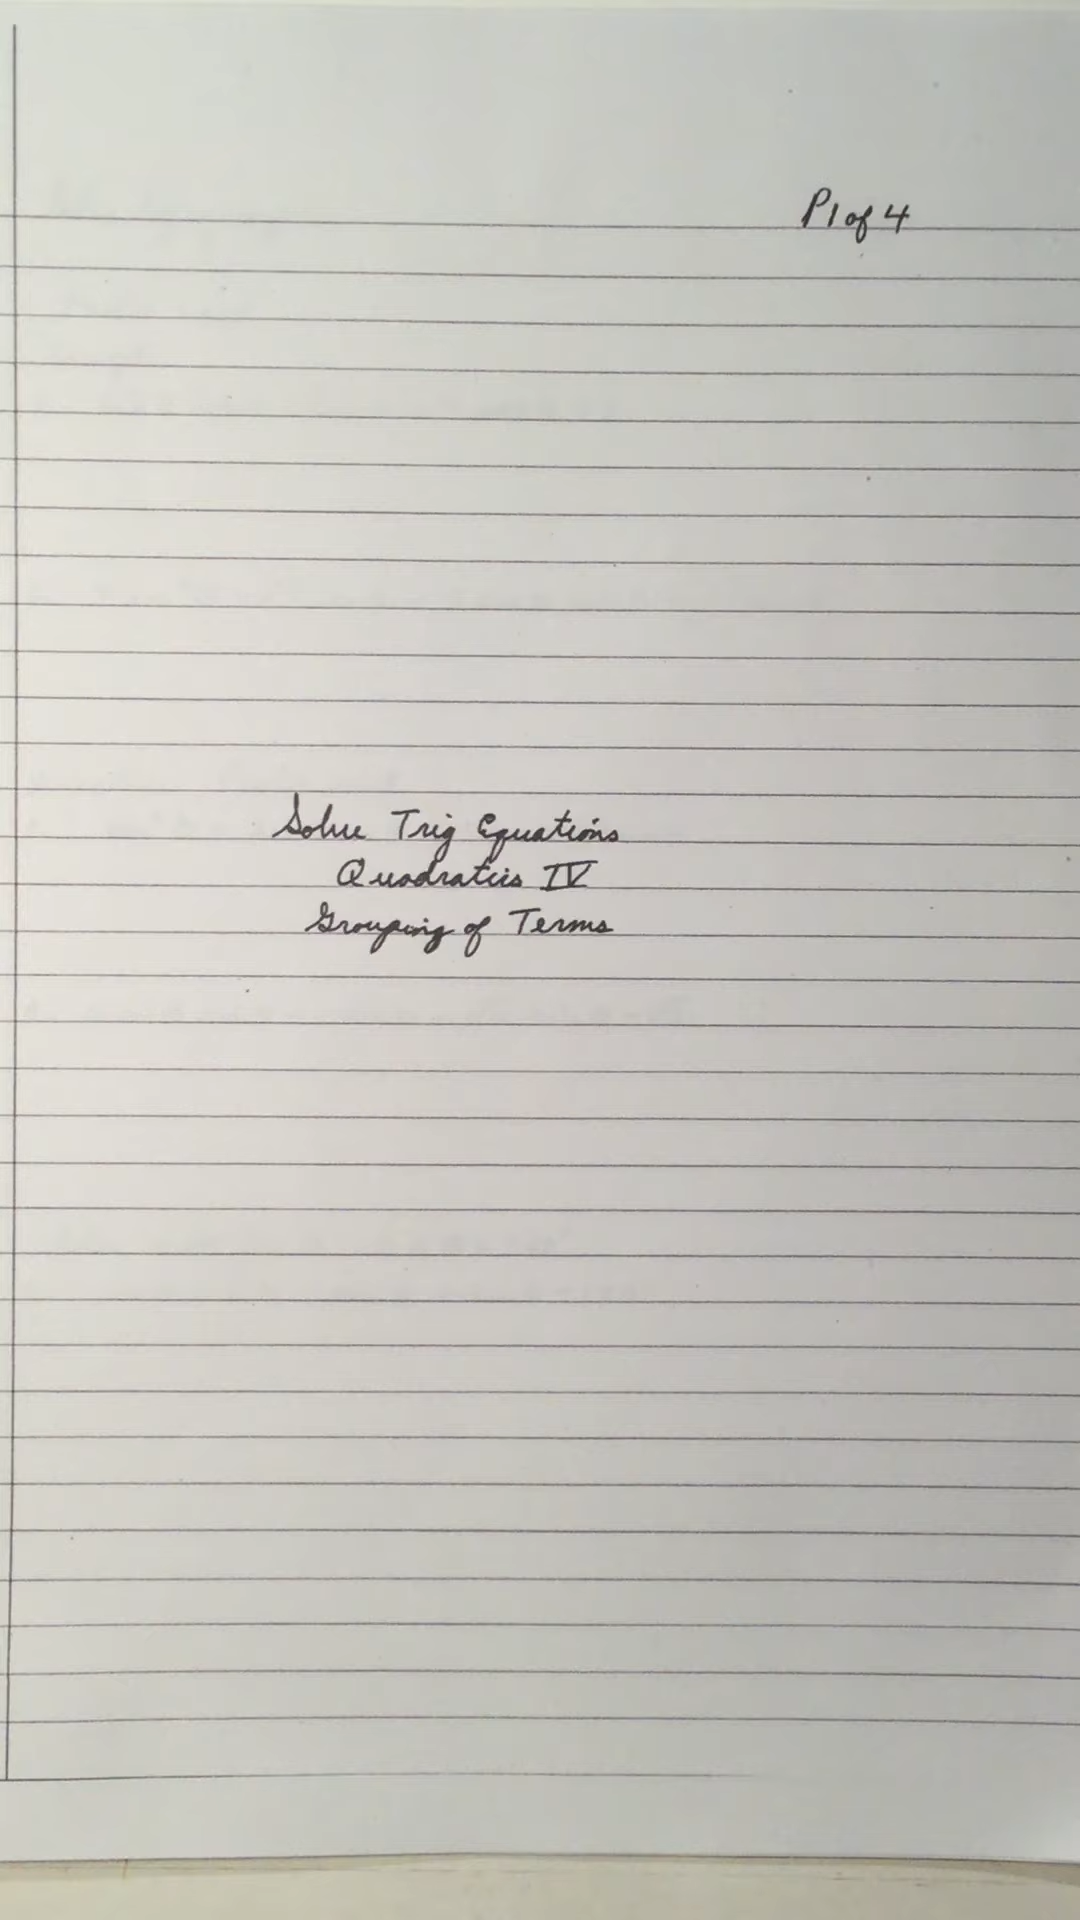 P1 of 4
Solve Trig Equations
Quadratics IV
Grouping of Terms